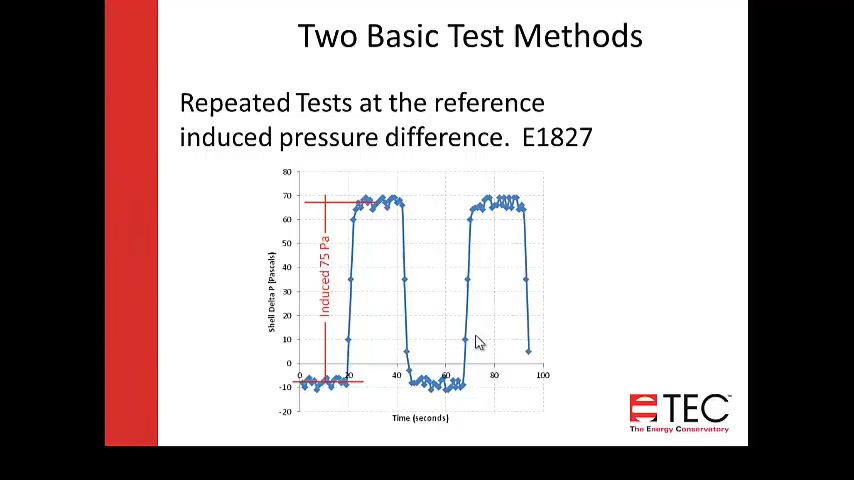 Two Basic Test Methods
Repeated Tests at the reference
induced pressure difference. E1827
80
70
60
50
40
30
20
10
0
-10
-20
Shell Delta P (Pascals)
Induced 75 Pa
0
20
40
60
80
100
Time (seconds)
TEC™
The Energy Conservatory